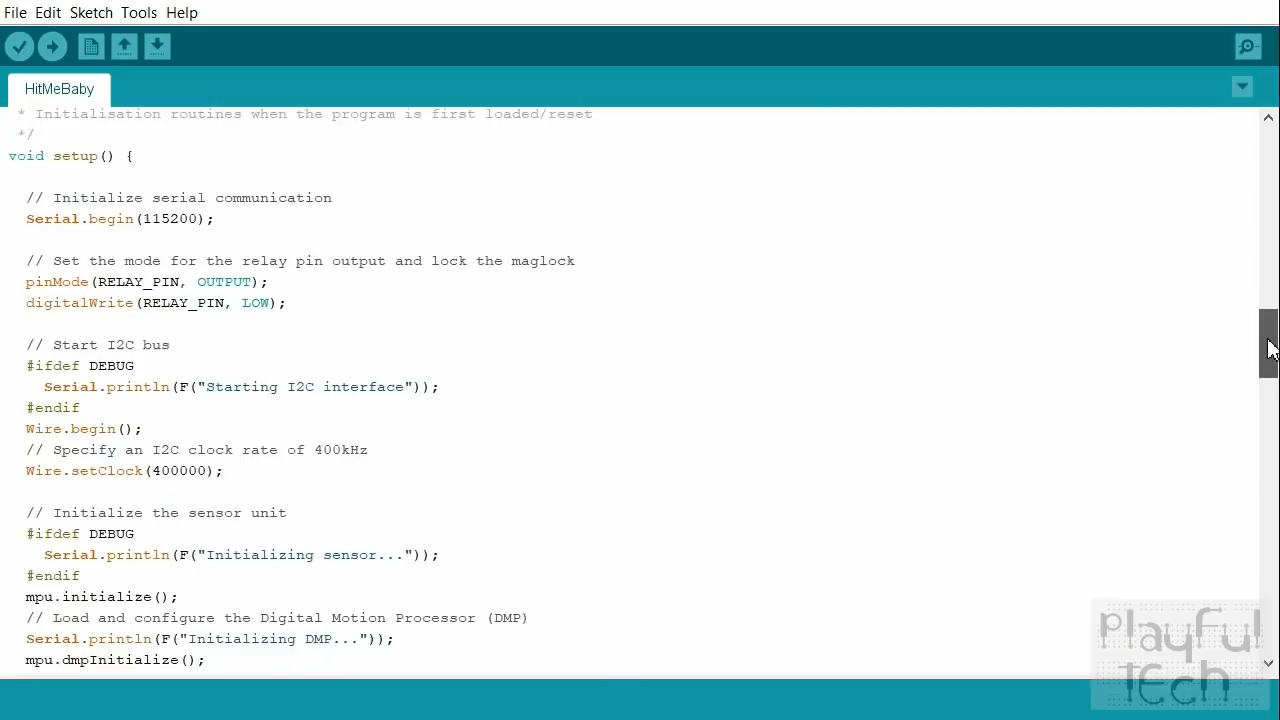 File Edit Sketch Tools Help
HitMeBaby
* Initialisation routines when the program is first loaded/reset
*/
void setup() {
// Initialize serial communication
Serial.begin(115200);
// Set the mode for the relay pin output and lock the maglock
pinMode(RELAY_PIN, OUTPUT);
digitalWrite(RELAY_PIN, LOW);
// Start I2C bus
#ifdef DEBUG
Serial.println(F("Starting I2C interface"));
#endif
Wire.begin();
// Specify an I2C clock rate of 400kHz
Wire.setClock(400000);
// Initialize the sensor unit
#ifdef DEBUG
Serial.println(F("Initializing sensor..."));
#endif
mpu.initialize();
// Load and configure the Digital Motion Processor (DMP)
Serial.println(F("Initializing DMP..."));
mpu.dmpInitialize();
playful
tech